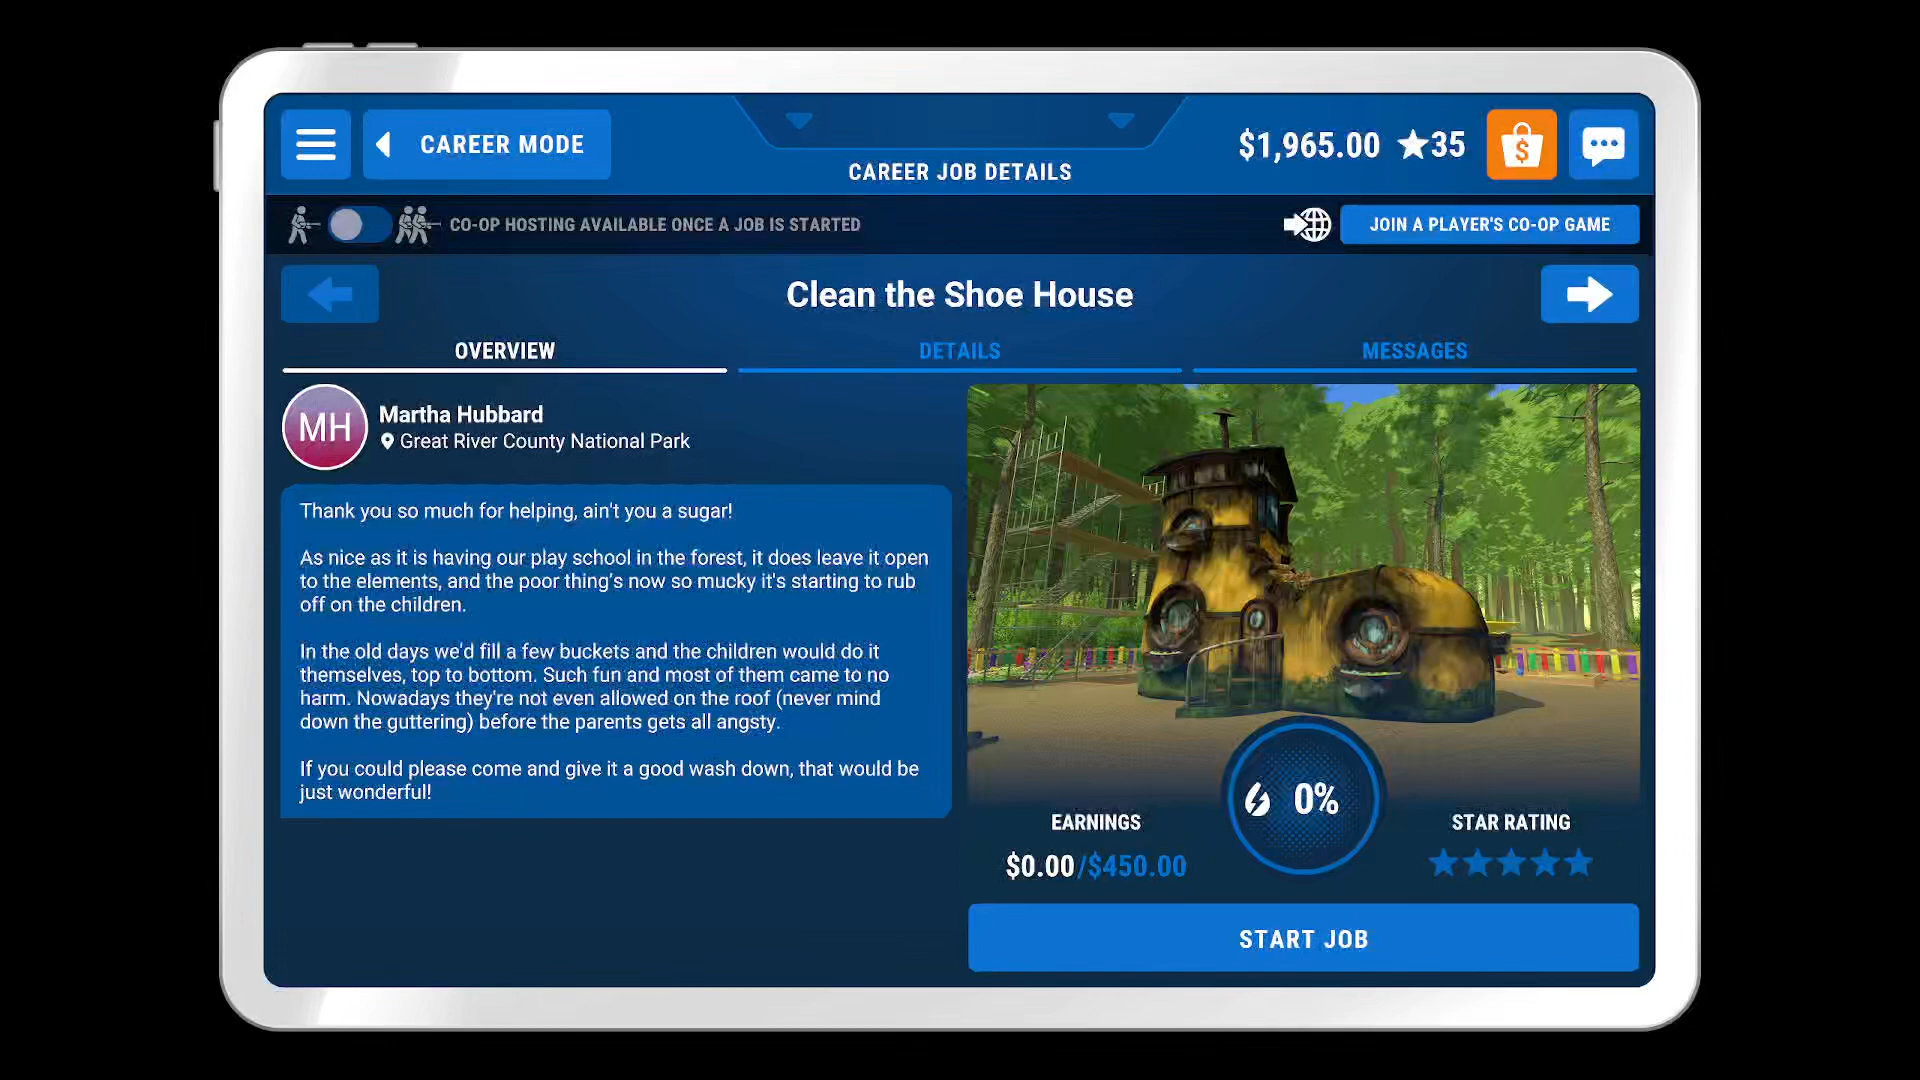 CAREER MODE
CAREER JOB DETAILS
$1,965.00
35
$
CO-OP HOSTING AVAILABLE ONCE A JOB IS STARTED
JOIN A PLAYER'S CO-OP GAME
Clean the Shoe House
OVERVIEW
DETAILS
MESSAGES
MH
Martha Hubbard
Great River County National Park
Thank you so much for helping, ain't you a sugar!
As nice as it is having our play school in the forest, it does leave it open
to the elements, and the poor thing's now so mucky it's starting to rub
off on the children.
In the old days we'd fill a few buckets and the children would do it
themselves, top to bottom. Such fun and most of them came to no
harm. Nowadays they're not even allowed on the roof (never mind
down the guttering) before the parents gets all angsty.
If you could please come and give it a good wash down, that would be
just wonderful!
0%
EARNINGS
$0.00/$450.00
STAR RATING
START JOB